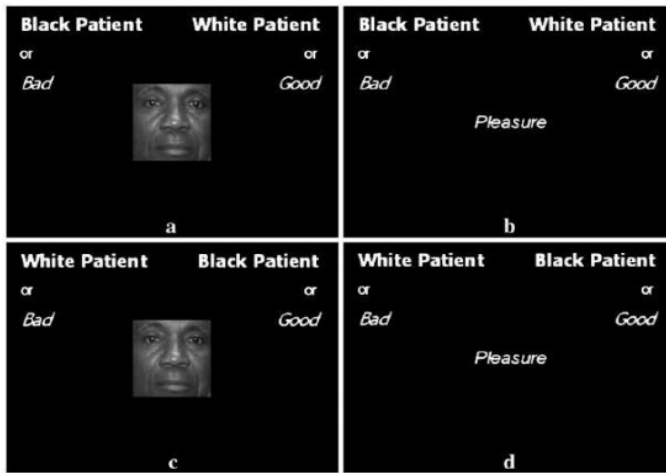 Black Patient White Patient
or or
Bad Good
a
Black Patient White Patient
or or
Bad Good
Pleasure
b
White Patient Black Patient
or or
Bad Good
c
White Patient Black Patient
or or
Bad Good
Pleasure
d